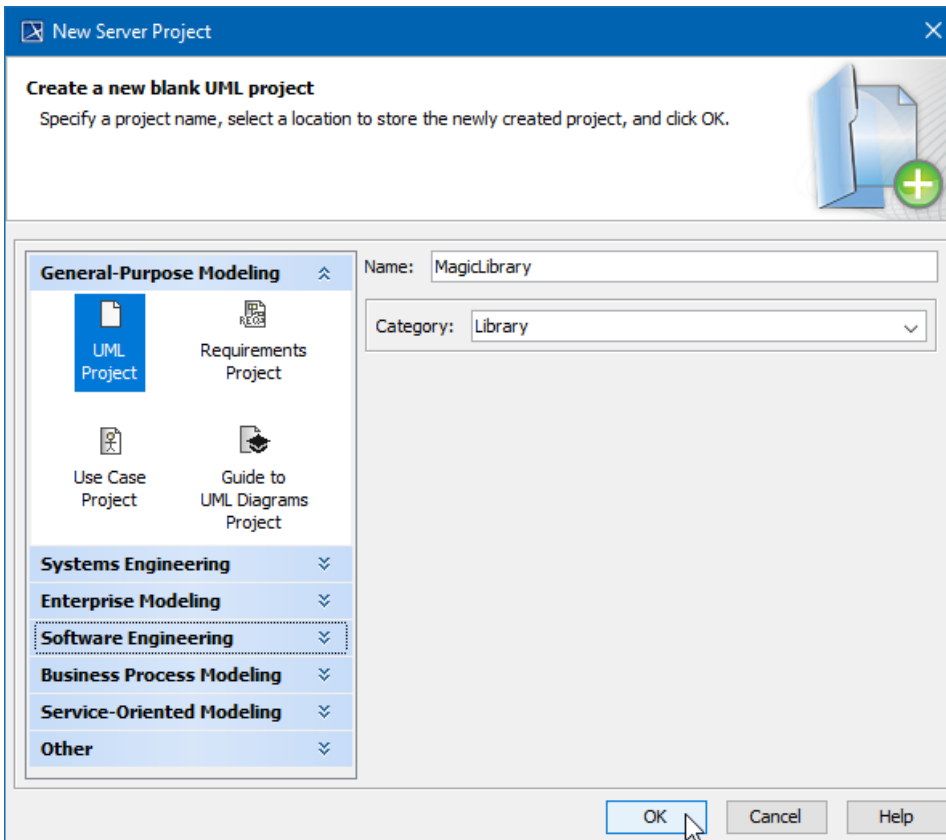 New Server Project
Create a new blank UML project
Specify a project name, select a location to store the newly created project, and click OK.
General-Purpose Modeling
UML
Project
Requirements
Project
Use Case
Project
Guide to
UML Diagrams
Project
Systems Engineering
Enterprise Modeling
Software Engineering
Business Process Modeling
Service-Oriented Modeling
Other
Name: MagicLibrary
Category: Library
OK Cancel Help